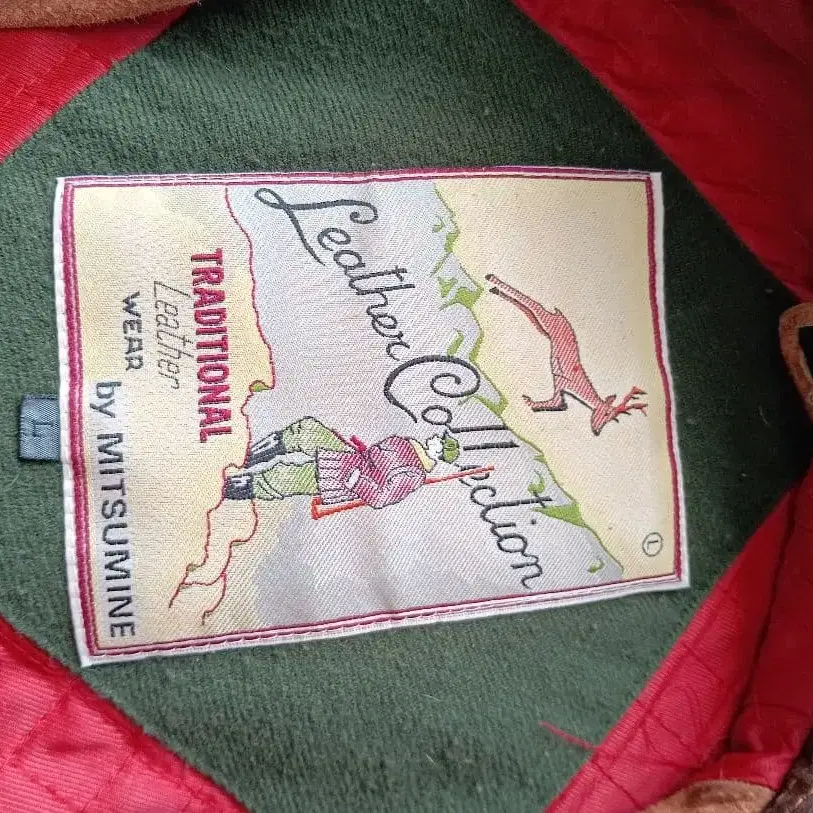 Ⓛ
Leather Collection
TRADITIONAL
Leather
WEAR
by MITSUMINE
L